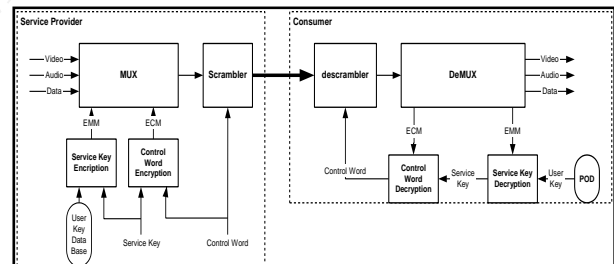 Service Provider
Consumer
Video
Audio
Data
MUX
Scrambler
descrambler
DeMUX
Video
Audio
Data
EMM
ECM
ECM
EMM
Service Key
Encription
Control
Word
Encryption
Control Word
Control
Word
Decryption
Service
Key
Service Key
Decryption
User
Key
POD
User
Key
Data
Base
Service Key
Control Word